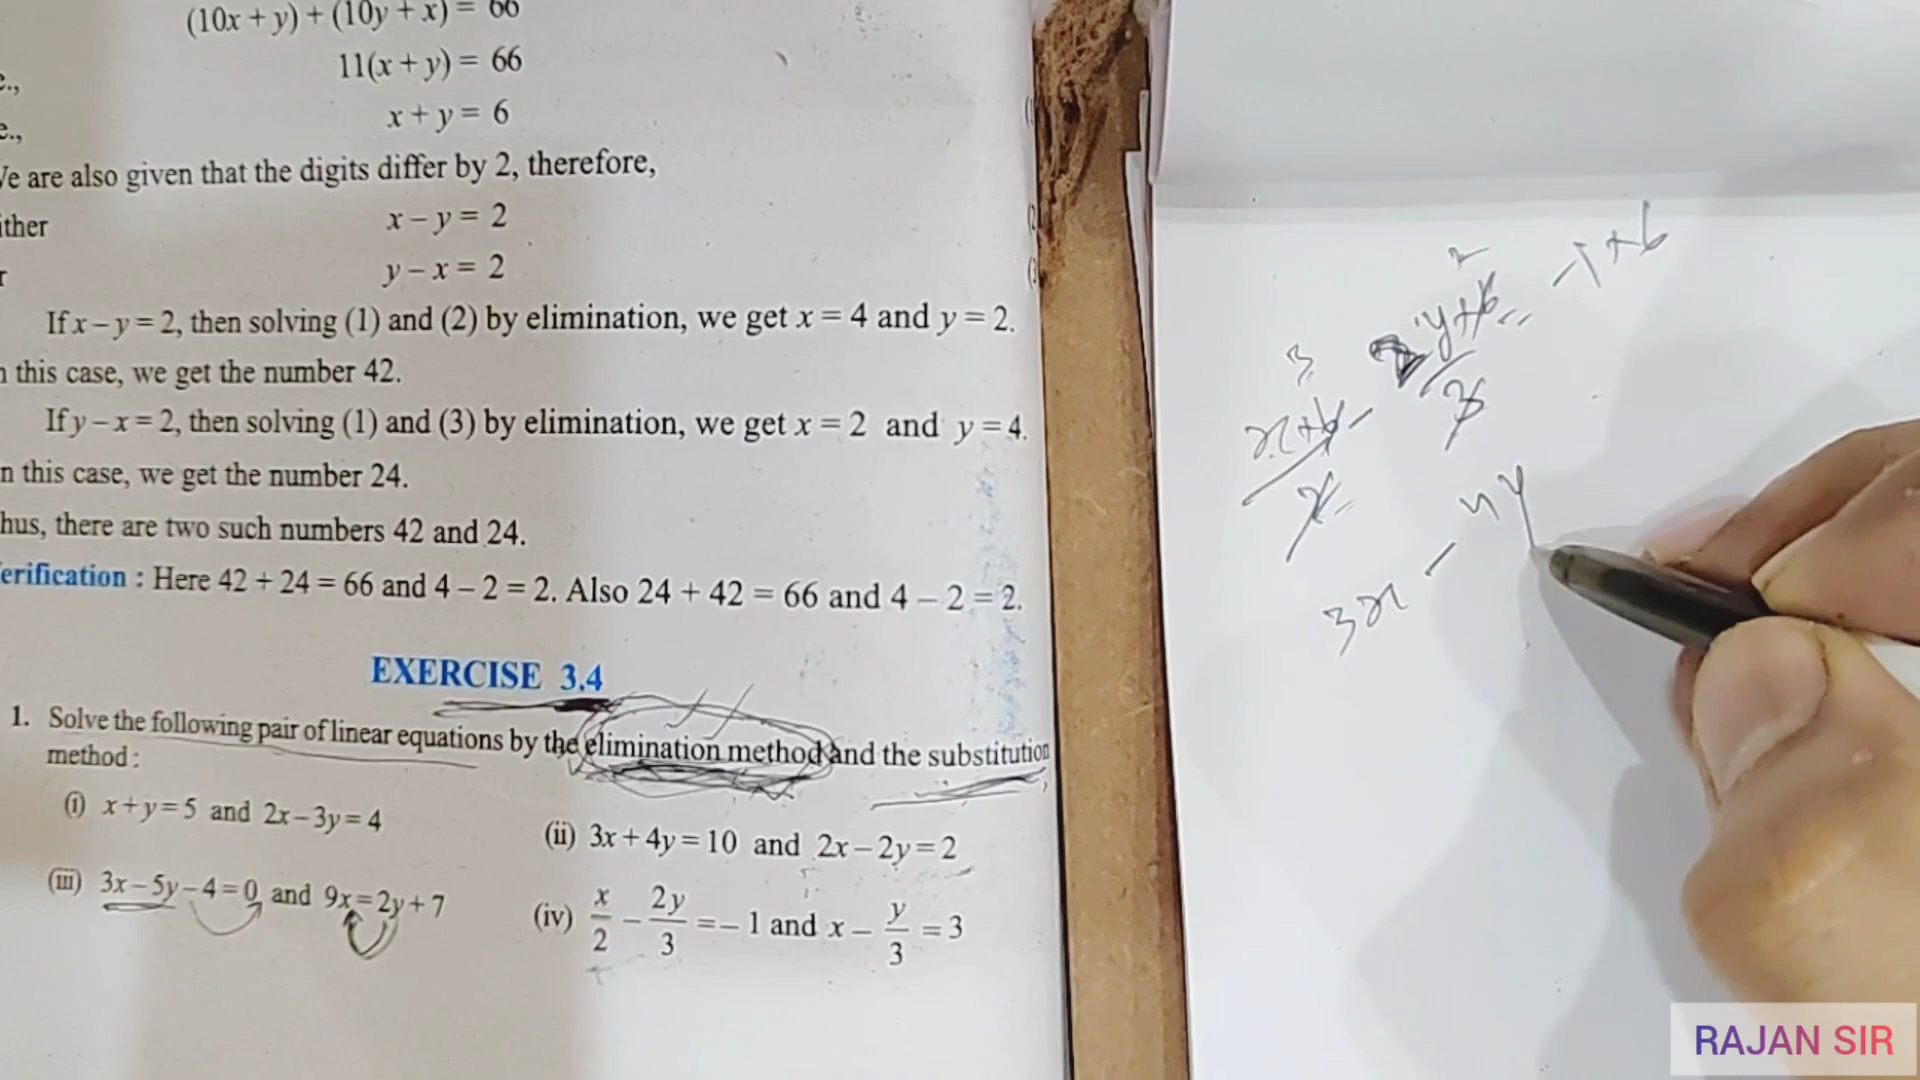 (10x + y) + (10y + x) = 66
11(x + y) = 66
e.,
x + y = 6
e.,
We are also given that the digits differ by 2, therefore,
x – y = 2
ither
y – x = 2
If x – y = 2, then solving (1) and (2) by elimination, we get x = 4 and y = 2.
n this case, we get the number 42.
If y – x = 2, then solving (1) and (3) by elimination, we get x = 2 and y = 4.
n this case, we get the number 24.
hus, there are two such numbers 42 and 24.
erification : Here 42 + 24 = 66 and 4 – 2 = 2. Also 24 + 42 = 66 and 4 – 2 = 2.
EXERCISE 3.4
1. Solve the following pair of linear equations by the elimination method and the substitution
method :
(i) x + y = 5 and 2x – 3y = 4
(ii) 3x + 4y = 10 and 2x – 2y = 2
(iii) 3x – 5y – 4 = 0 and 9x = 2y + 7
(iv) x/2 – 2y/3 = – 1 and x – y/3 = 3
3x – 4y
RAJAN SIR